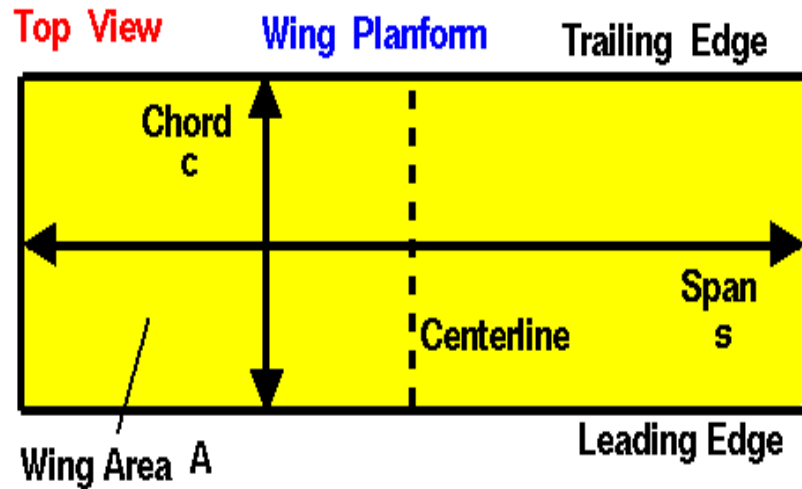 Top View Wing Planform Trailing Edge
Chord
c
Span
s
Centerline
Wing Area A
Leading Edge